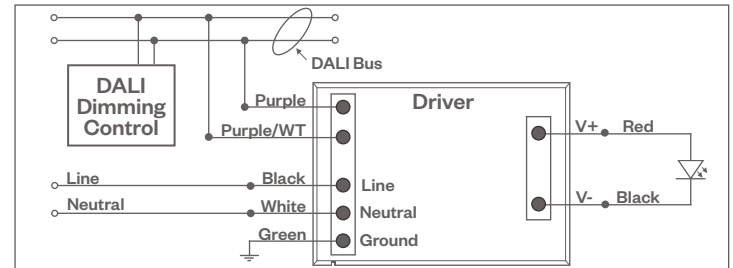 DALI Bus
DALI
Dimming
Control
Driver
Purple
Purple/WT
V+ Red
Line Black Line
Neutral White Neutral
V- Black
Green Ground